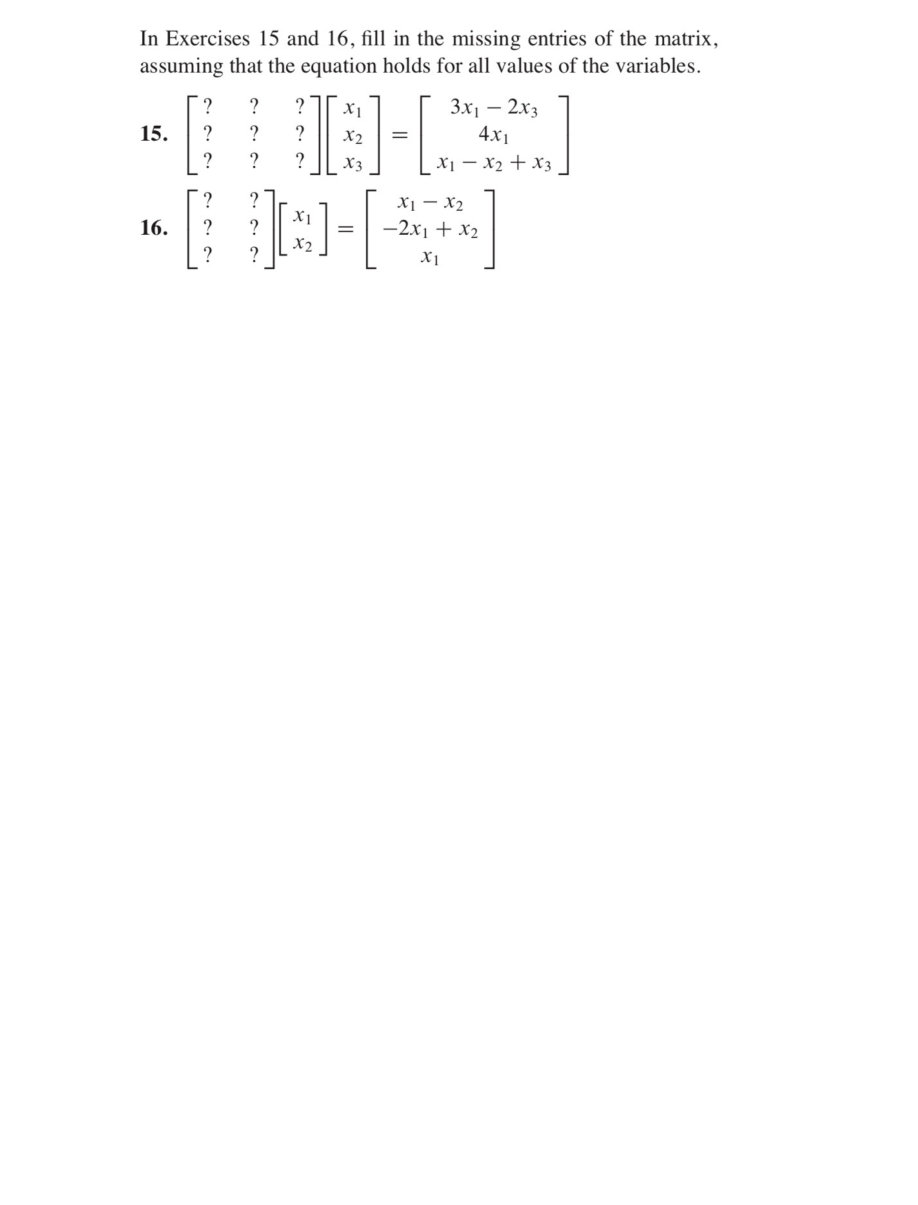 In Exercises 15 and 16, fill in the missing entries of the matrix,
assuming that the equation holds for all values of the variables.
15. [? ? ?; ? ? ?; ? ? ?] [x₁; x₂; x₃] = [3x₁ − 2x₃; 4x₁; x₁ − x₂ + x₃]
16. [? ?; ? ?; ? ?] [x₁; x₂] = [x₁ − x₂; −2x₁ + x₂; x₁]